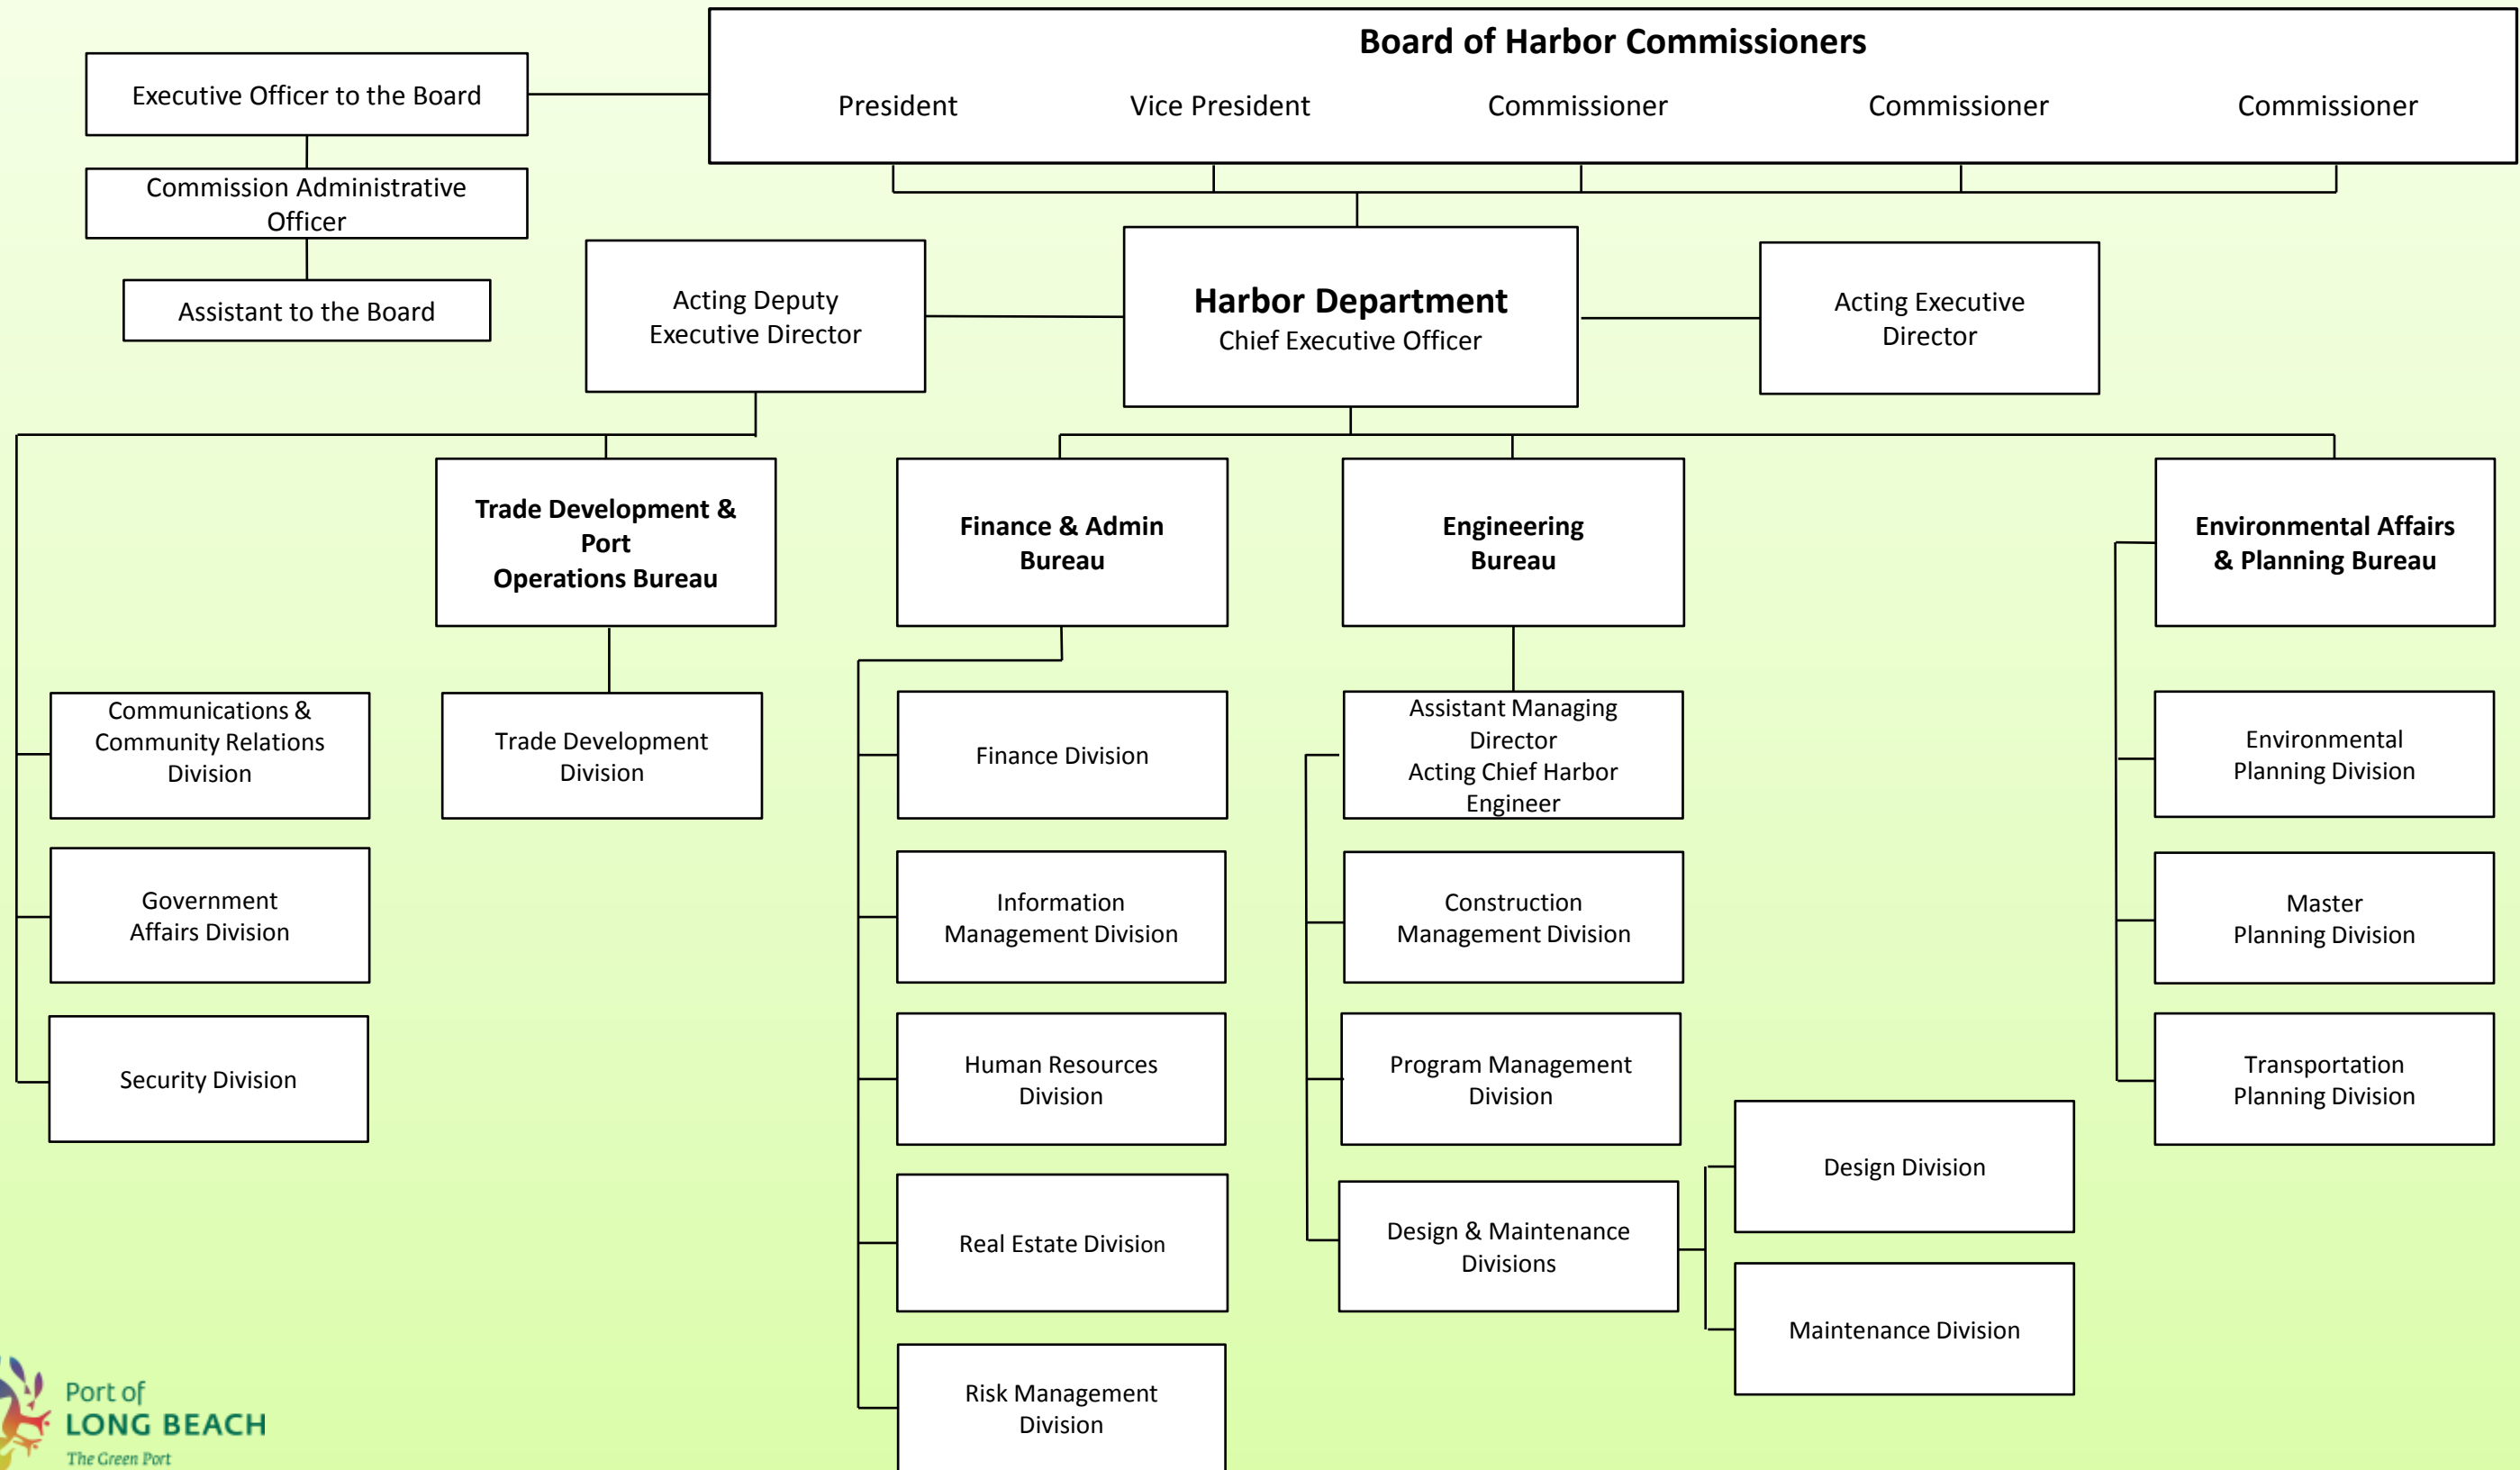 Board of Harbor Commissioners
President
Vice President
Commissioner
Commissioner
Commissioner
Executive Officer to the Board
Commission Administrative
Officer
Assistant to the Board
Acting Deputy
Executive Director
Harbor Department
Chief Executive Officer
Acting Executive
Director
Trade Development &
Port
Operations Bureau
Finance & Admin
Bureau
Engineering
Bureau
Environmental Affairs
& Planning Bureau
Communications &
Community Relations
Division
Government
Affairs Division
Security Division
Trade Development
Division
Finance Division
Information
Management Division
Human Resources
Division
Real Estate Division
Risk Management
Division
Assistant Managing
Director
Acting Chief Harbor
Engineer
Construction
Management Division
Program Management
Division
Design & Maintenance
Divisions
Design Division
Maintenance Division
Environmental
Planning Division
Master
Planning Division
Transportation
Planning Division
Port of
LONG BEACH
The Green Port